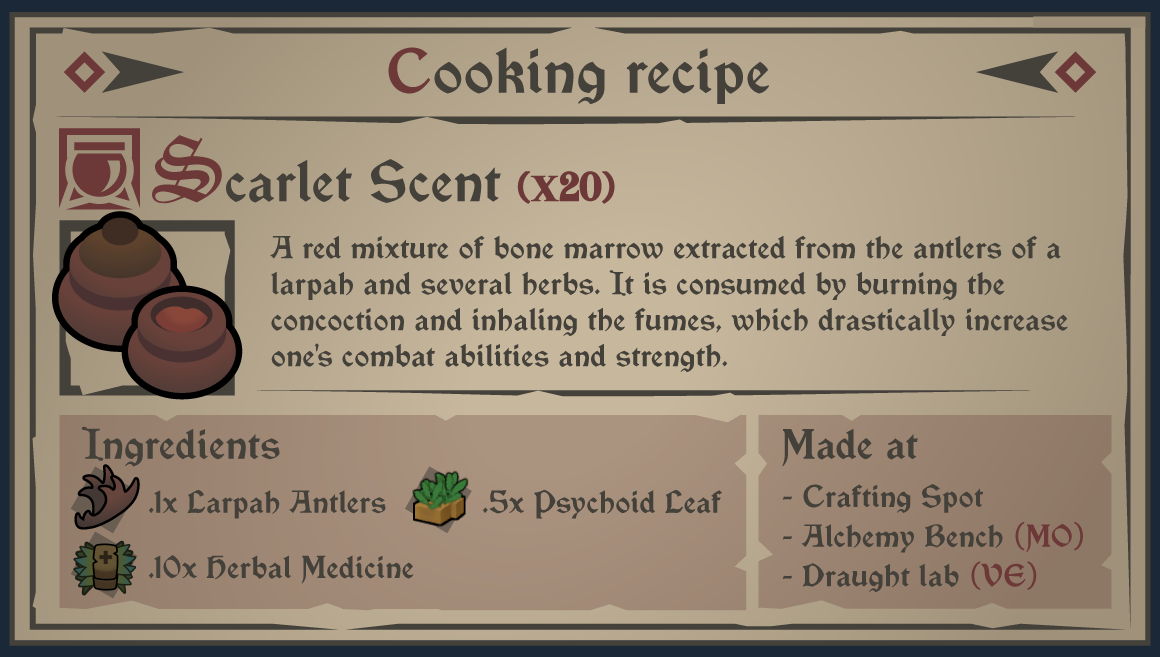 Cooking recipe
Scarlet Scent (x20)
A red mixture of bone marrow extracted from the antlers of a
larpah and several herbs. It is consumed by burning the
concoction and inhaling the fumes, which drastically increase
one's combat abilities and strength.
Ingredients
.1x Larpah Antlers .5x Psychoid Leaf
.10x Herbal Medicine
Made at
- Crafting Spot
- Alchemy Bench (MO)
- Draught lab (VE)